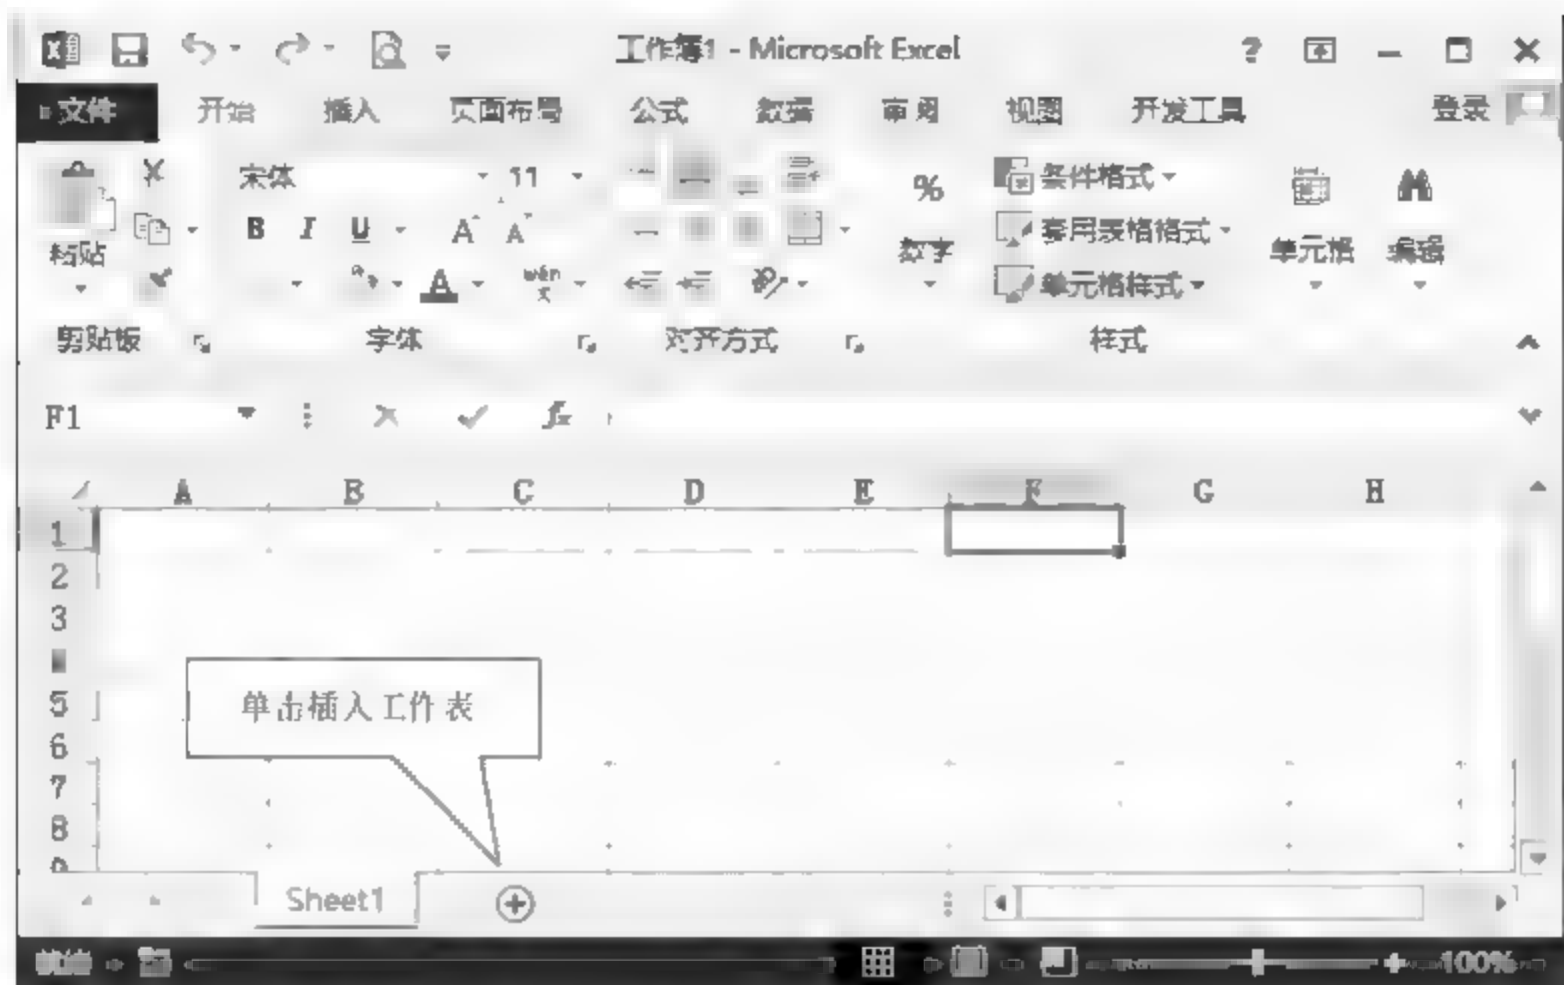 工作簿1 - Microsoft Excel ?
文件 开始 插入 页面布局 公式 数据 审阅 视图 开发工具 登录
宋体 11 % 条件格式
粘贴 B I U A A 数字 套用表格格式 单元格 编辑
A wén 文 单元格样式
剪贴板 字体 对齐方式 样式
F1 fx
A B C D E F G H
1
2
3
5
单击插入工作表
6
7
8
9
Sheet1
100%